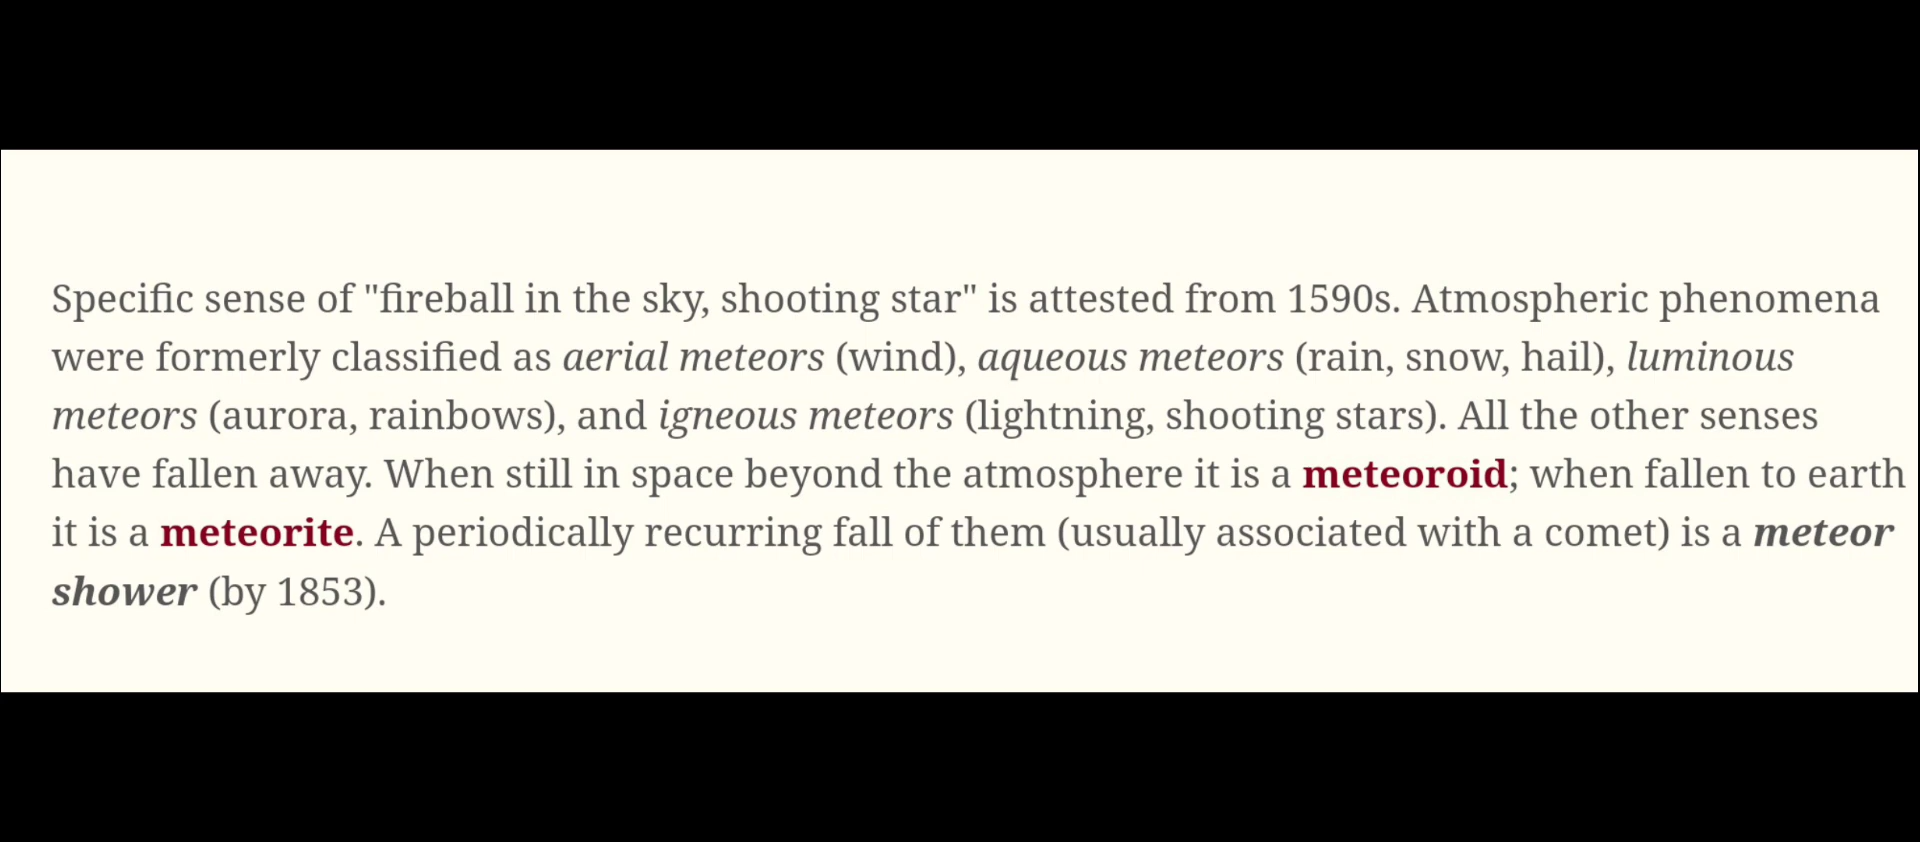 Specific sense of "fireball in the sky, shooting star" is attested from 1590s. Atmospheric phenomena
were formerly classified as aerial meteors (wind), aqueous meteors (rain, snow, hail), luminous
meteors (aurora, rainbows), and igneous meteors (lightning, shooting stars). All the other senses
have fallen away. When still in space beyond the atmosphere it is a meteoroid; when fallen to earth
it is a meteorite. A periodically recurring fall of them (usually associated with a comet) is a meteor
shower (by 1853).